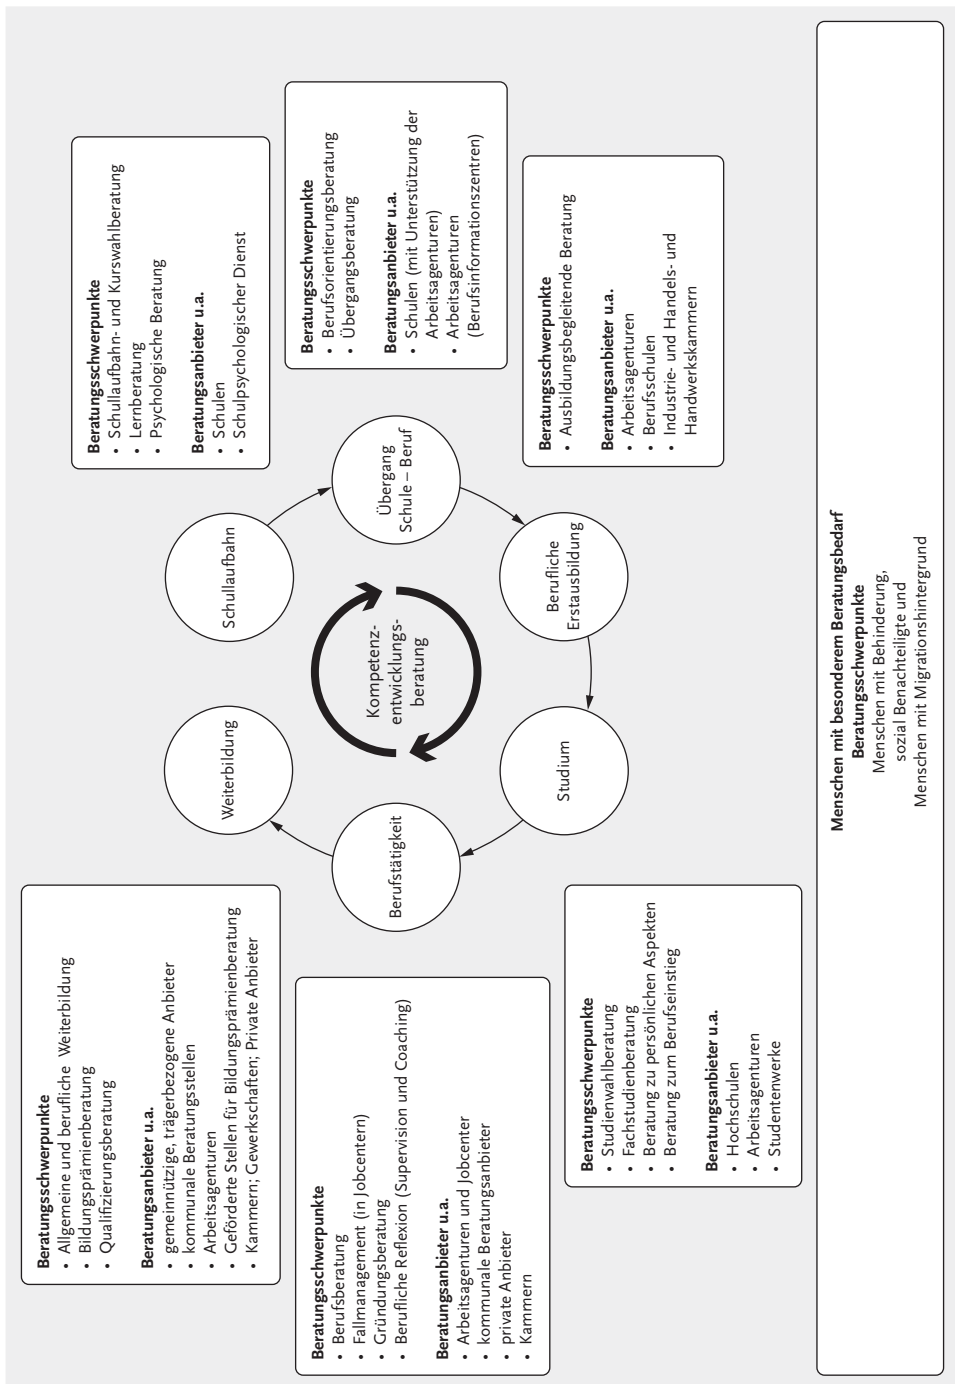 Beratungsschwerpunkte
• Allgemeine und berufliche Weiterbildung
• Bildungsprämienberatung
• Qualifizierungsberatung
Beratungsanbieter u.a.
• gemeinnützige, trägerbezogene Anbieter
• kommunale Beratungsstellen
• Arbeitsagenturen
• Geförderte Stellen für Bildungsprämienberatung
• Kammern; Gewerkschaften; Private Anbieter
Beratungsschwerpunkte
• Schullaufbahn- und Kurswahlberatung
• Lernberatung
• Psychologische Beratung
Beratungsanbieter u.a.
• Schulen
• Schulpsychologischer Dienst
Beratungsschwerpunkte
• Berufsorientierungsberatung
• Übergangsberatung
Beratungsanbieter u.a.
• Schulen (mit Unterstützung der
Arbeitsagenturen)
• Arbeitsagenturen
(Berufsinformationszentren)
Weiterbildung
Schullaufbahn
Übergang
Schule – Beruf
Berufstätigkeit
Kompetenz-
entwicklungs-
beratung
Studium
Berufliche
Erstausbildung
Beratungsschwerpunkte
• Berufsberatung
• Fallmanagement (in Jobcentern)
• Gründungsberatung
• Berufliche Reflexion (Supervision und Coaching)
Beratungsanbieter u.a.
• Arbeitsagenturen und Jobcenter
• kommunale Beratungsanbieter
• private Anbieter
• Kammern
Beratungsschwerpunkte
• Studienwahlberatung
• Fachstudienberatung
• Beratung zu persönlichen Aspekten
• Beratung zum Berufseinstieg
Beratungsanbieter u.a.
• Hochschulen
• Arbeitsagenturen
• Studentenwerke
Beratungsschwerpunkte
• Ausbildungsbegleitende Beratung
Beratungsanbieter u.a.
• Arbeitsagenturen
• Berufsschulen
• Industrie- und Handels- und
Handwerkskammern
Menschen mit besonderem Beratungsbedarf
Beratungsschwerpunkte
Menschen mit Behinderung,
sozial Benachteiligte und
Menschen mit Migrationshintergrund